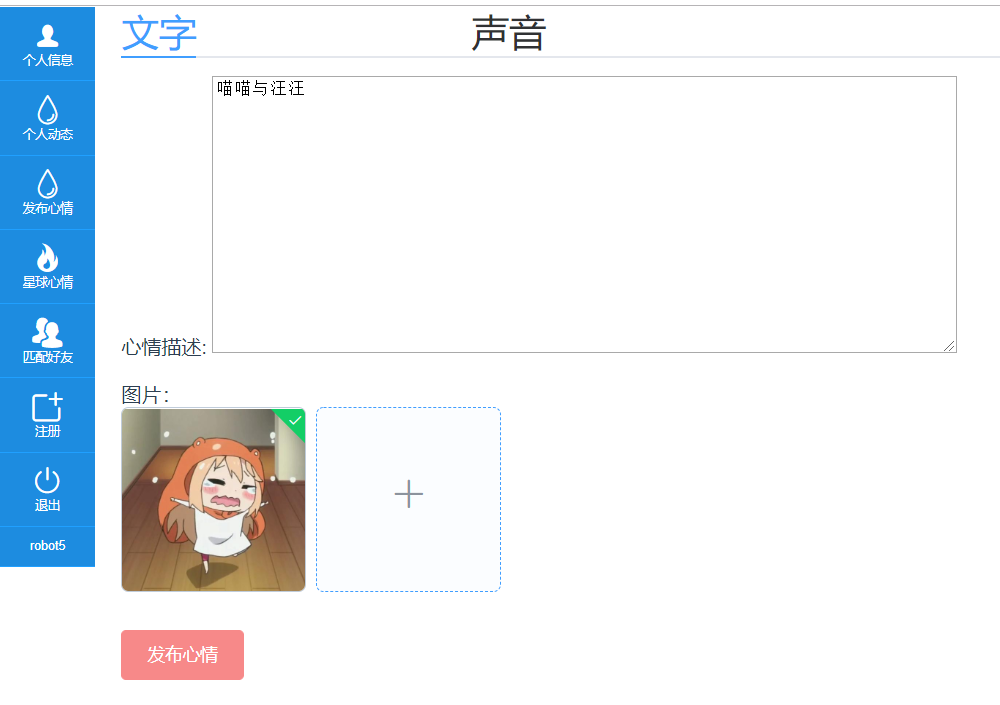 个人信息
个人动态
发布心情
星球心情
匹配好友
注册
退出
robot5
文字
声音
喵喵与汪汪
心情描述:
图片：
发布心情